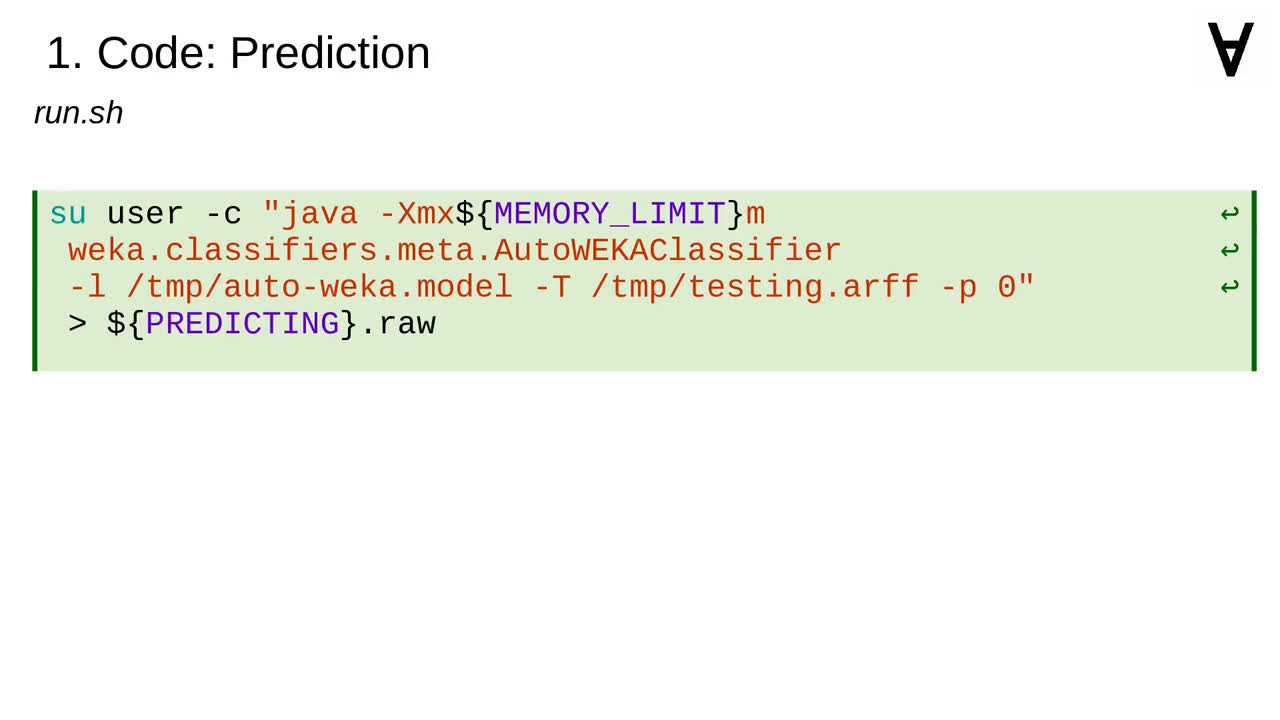 1. Code: Prediction
∀
run.sh
su user -c "java -Xmx${MEMORY_LIMIT}m ↩
weka.classifiers.meta.AutoWEKAClassifier ↩
-l /tmp/auto-weka.model -T /tmp/testing.arff -p 0" ↩
> ${PREDICTING}.raw